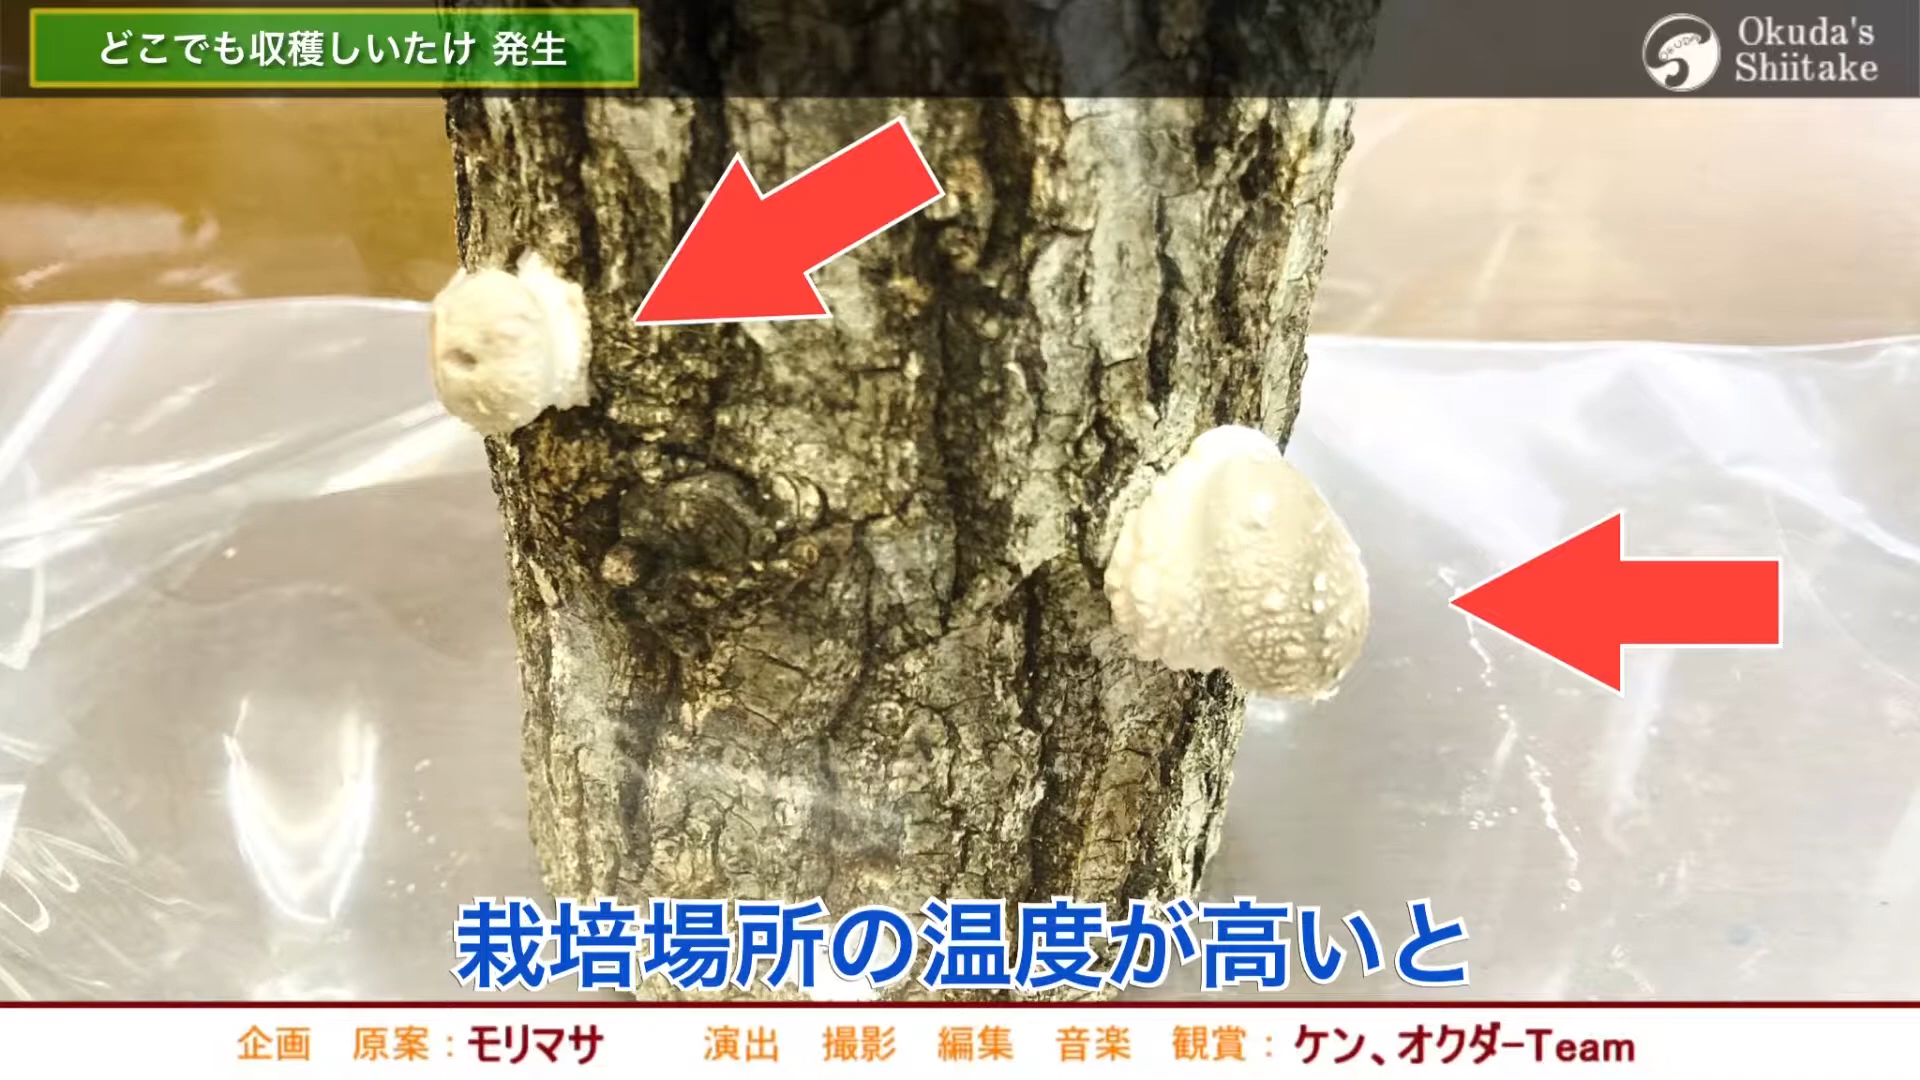 どこでも収穫しいたけ 発生
OKUDA
Okuda's
Shiitake
栽培場所の温度が高いと
企画 原案：モリマサ 演出 撮影 編集 音楽 観賞：ケン、オクダーTeam